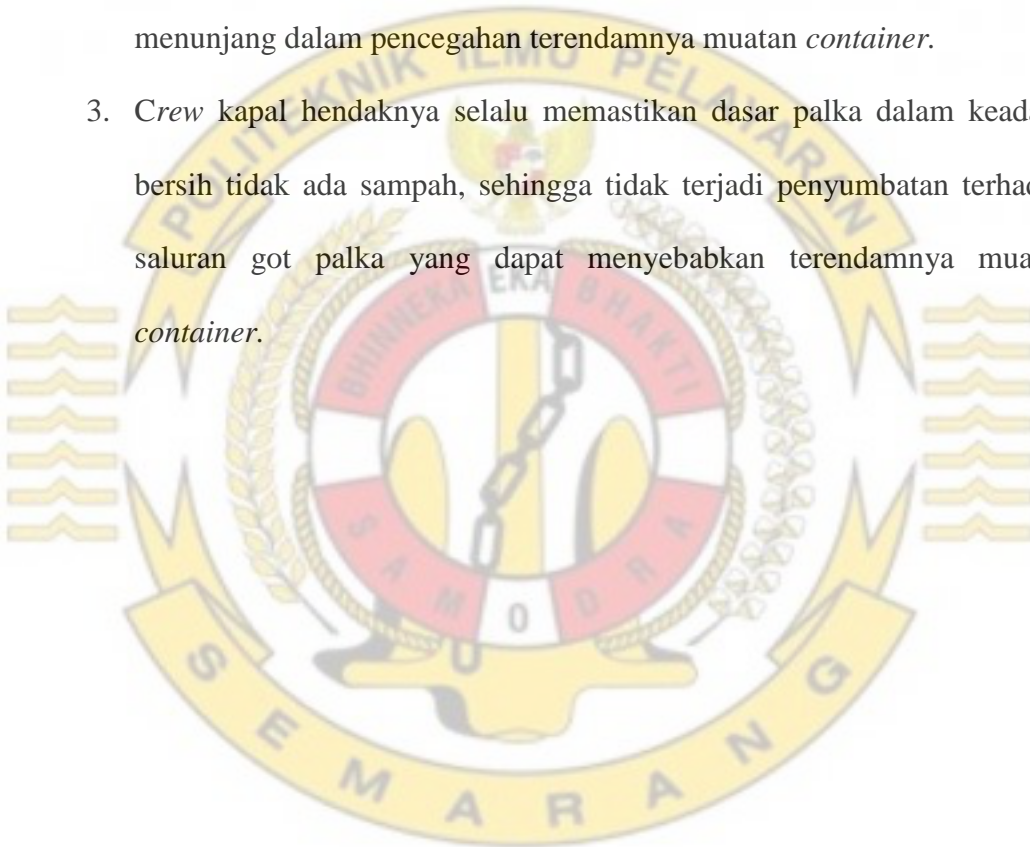 menunjang dalam pencegahan terendamnya muatan container.
3. Crew kapal hendaknya selalu memastikan dasar palka dalam keada
bersih tidak ada sampah, sehingga tidak terjadi penyumbatan terhad
saluran got palka yang dapat menyebabkan terendamnya mua
container.
POLITEKNIK ILMU PELAYARAN
BHINNEKA EKA BHAKTI
SAMODRA
SEMARANG